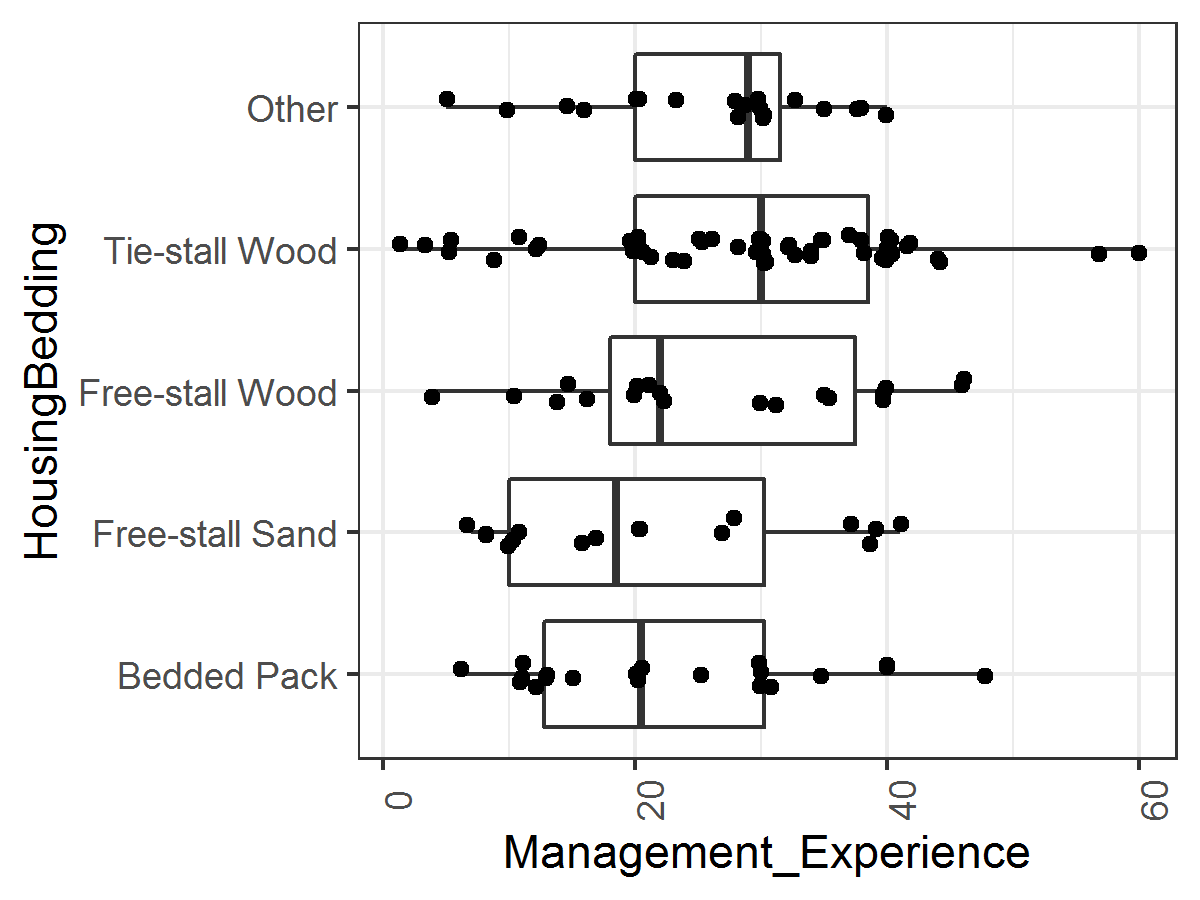 HousingBedding
Other
Tie-stall Wood
Free-stall Wood
Free-stall Sand
Bedded Pack
0
20
40
60
Management_Experience